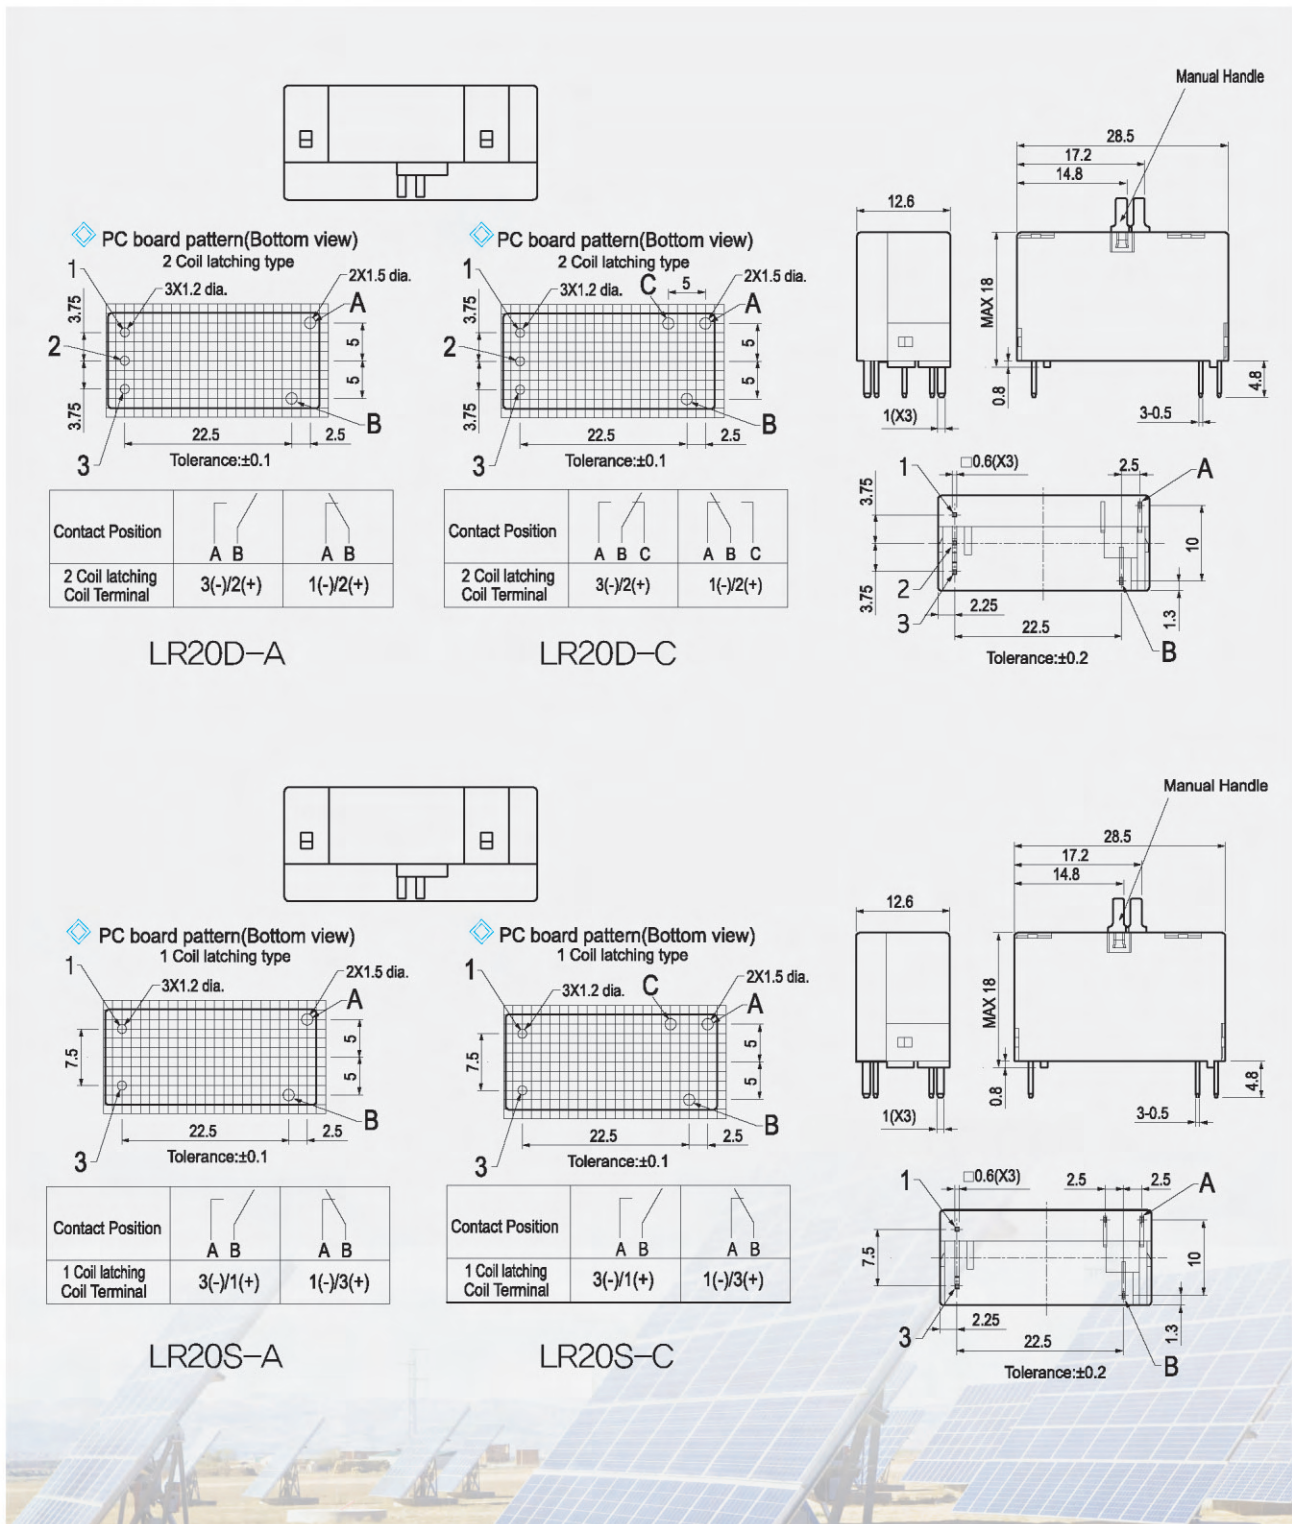 Manual Handle
28.5
17.2
14.8
12.6
MAX 18
0.8
4.8
1(X3)
3-0.5
PC board pattern(Bottom view)
2 Coil latching type
1
3X1.2 dia.
2X1.5 dia.
A
3.75
2
5
5
3.75
B
22.5
2.5
3
Tolerance:±0.1
PC board pattern(Bottom view)
2 Coil latching type
1
3X1.2 dia.
C
5
2X1.5 dia.
A
3.75
2
5
5
3.75
B
22.5
2.5
3
Tolerance:±0.1
1
□0.6(X3)
2.5
A
3.75
10
2
3.75
3
2.25
1.3
22.5
B
Tolerance:±0.2
Contact Position
A B
A B
2 Coil latching
Coil Terminal
3(-)/2(+)
1(-)/2(+)
LR20D-A
Contact Position
A B C
A B C
2 Coil latching
Coil Terminal
3(-)/2(+)
1(-)/2(+)
LR20D-C
Manual Handle
28.5
17.2
14.8
12.6
MAX 18
0.8
4.8
1(X3)
3-0.5
PC board pattern(Bottom view)
1 Coil latching type
1
3X1.2 dia.
2X1.5 dia.
A
7.5
5
5
B
22.5
2.5
3
Tolerance:±0.1
PC board pattern(Bottom view)
1 Coil latching type
1
3X1.2 dia.
C
2X1.5 dia.
A
7.5
5
5
B
22.5
2.5
3
Tolerance:±0.1
1
□0.6(X3)
2.5
2.5
A
7.5
10
3
2.25
1.3
22.5
B
Tolerance:±0.2
Contact Position
A B
A B
1 Coil latching
Coil Terminal
3(-)/1(+)
1(-)/3(+)
LR20S-A
Contact Position
A B
A B
1 Coil latching
Coil Terminal
3(-)/1(+)
1(-)/3(+)
LR20S-C